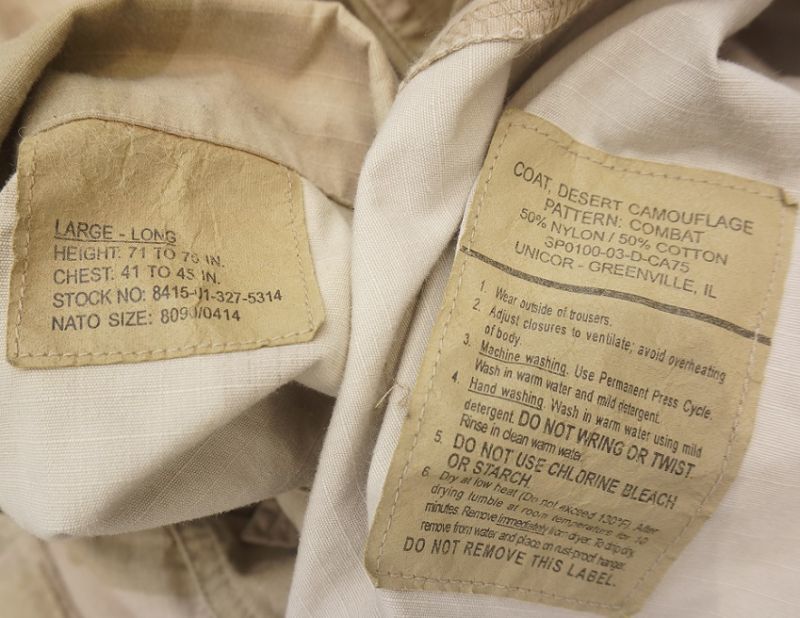 LARGE - LONG
HEIGHT: 71 TO 75 IN.
CHEST: 41 TO 45 IN.
STOCK NO: 8415-01-327-5314
NATO SIZE: 8090/0414
COAT, DESERT CAMOUFLAGE
PATTERN: COMBAT
50% NYLON / 50% COTTON
SP0100-03-D-CA75
UNICOR - GREENVILLE, IL
1. Wear outside of trousers.
2. Adjust closures to ventilate; avoid overheating
of body.
3. Machine washing. Use Permanent Press Cycle.
Wash in warm water and mild detergent.
4. Hand washing. Wash in warm water using mild
detergent. DO NOT WRING OR TWIST.
Rinse in clean warm water.
5. DO NOT USE CHLORINE BLEACH
OR STARCH.
6. Dry at low heat (Do not exceed 130°F). After
drying tumble at room temperature for 10
minutes. Remove immediately from dryer. To drip dry,
remove from water and place on rust-proof hanger.
DO NOT REMOVE THIS LABEL.